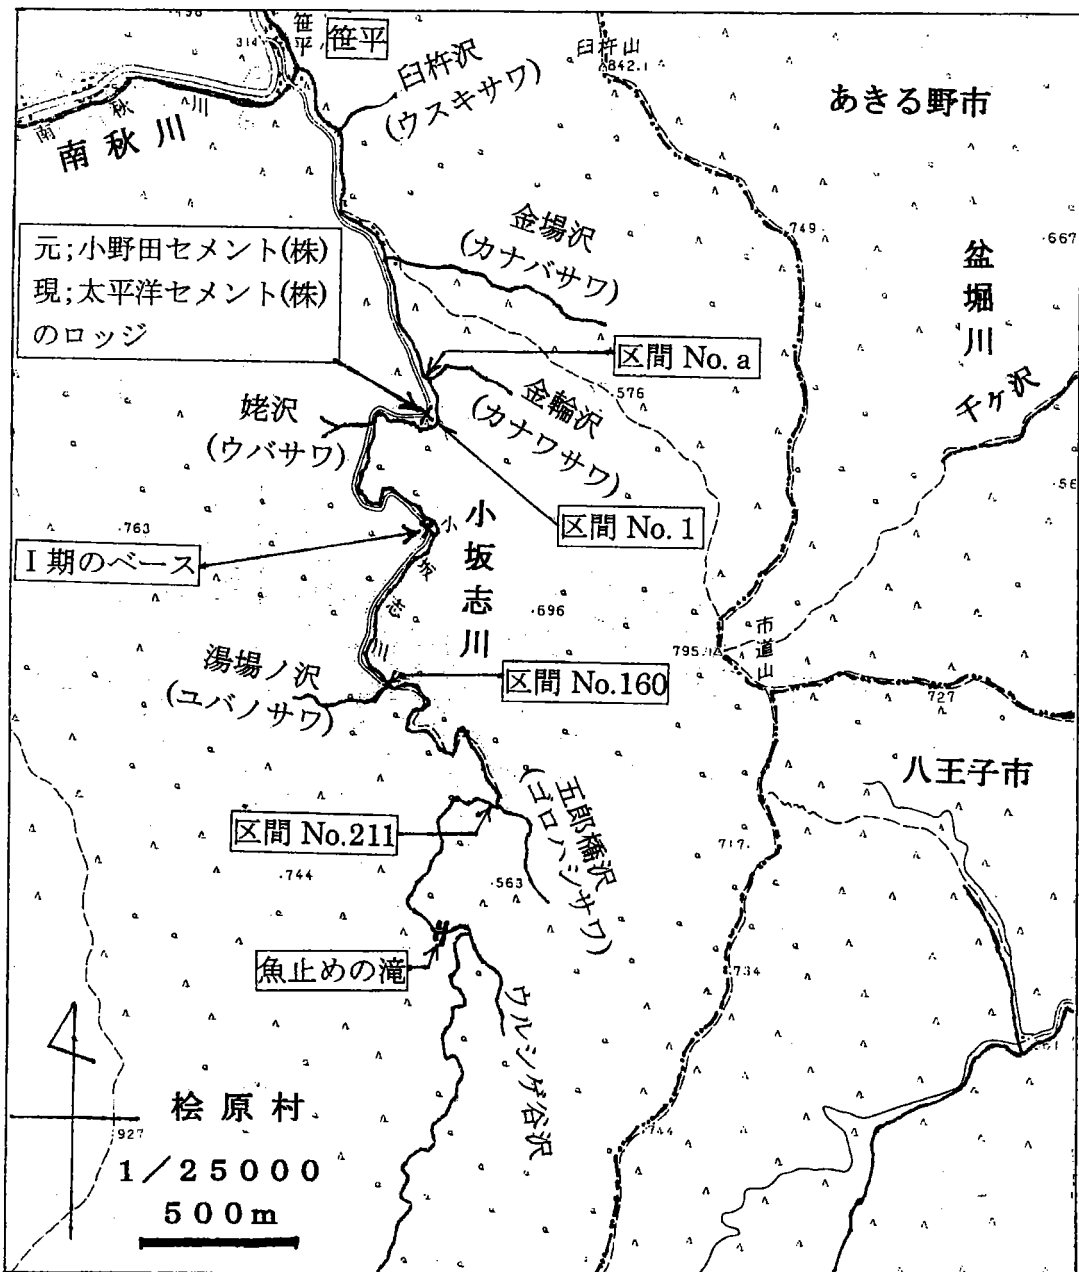 314
笹平
笹平
臼杵山
842.1
臼杵沢
(ウスキサワ)
あきる野市
南秋川
南秋川
金場沢
(カナバサワ)
749
667
盆堀川
元;小野田セメント(株)
現;太平洋セメント(株)
のロッジ
区間 No. a
576
千ヶ沢
姥沢
(ウバサワ)
金輪沢
(カナワサワ)
763
区間 No. 1
Ⅰ期のベース
小坂志川
小坂志川
696
市道山
795.1
湯場ノ沢
(ユバノサワ)
区間 No.160
727
八王子市
五郎橋沢
(ゴロハシサワ)
区間 No.211
717
744
563
魚止めの滝
734
ウルシゲ谷沢
桧原村
927
744
1/25000
500m